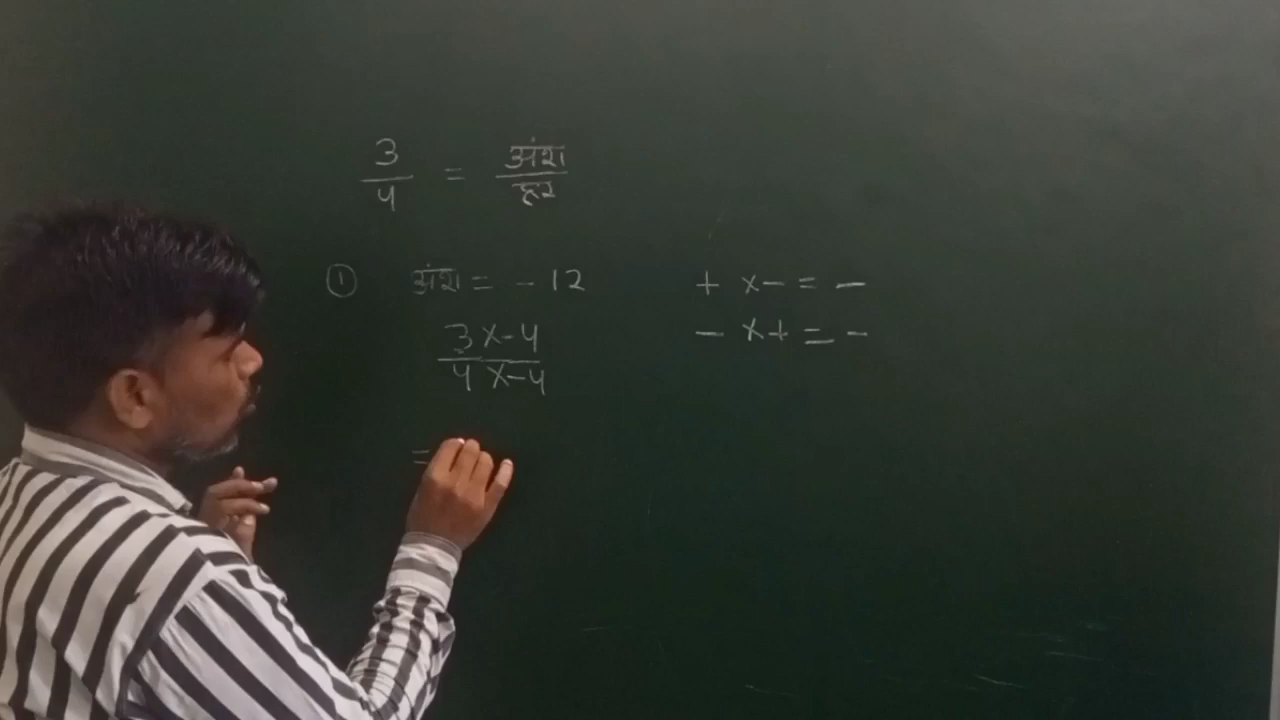 3/4 = अंश/हर
① अंश = - 12
+ x - = -
3 x - 4
- x + = -
4 x - 4
=